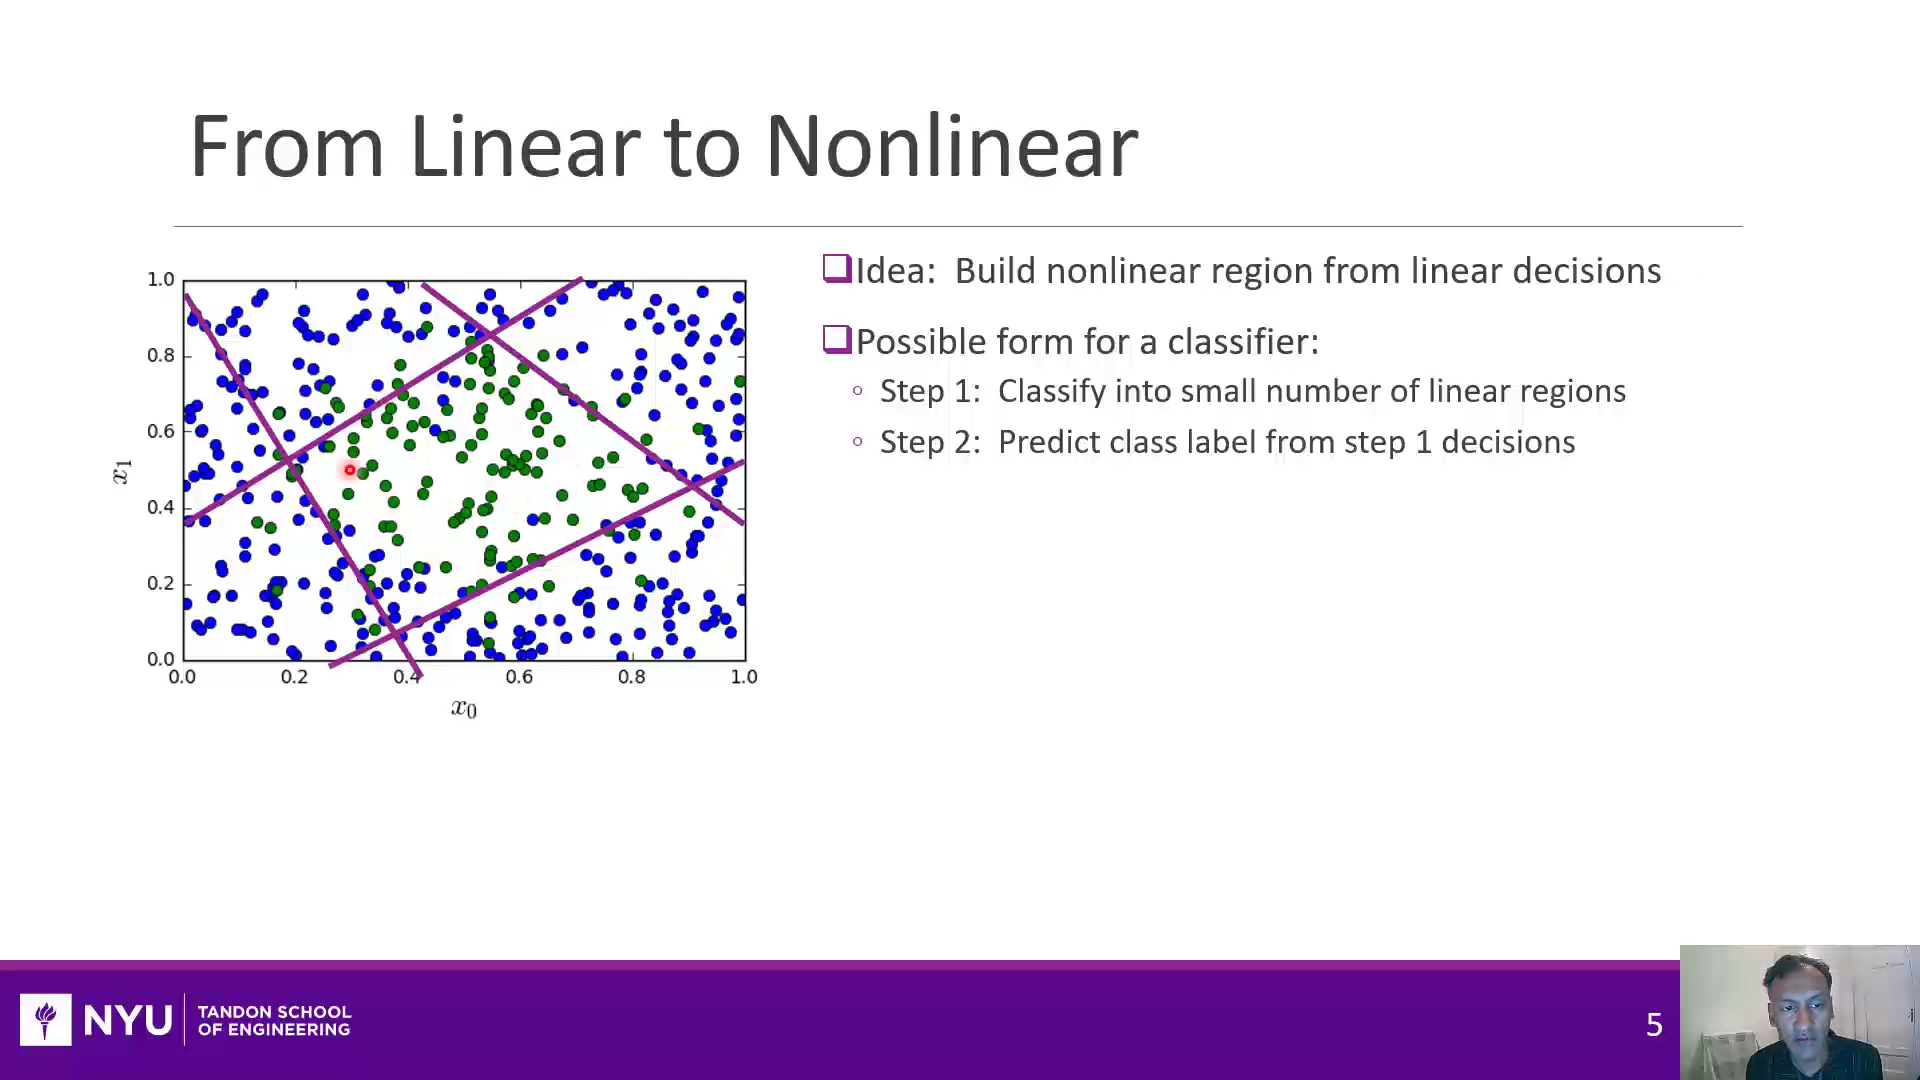 From Linear to Nonlinear
❑Idea:  Build nonlinear region from linear decisions
❑Possible form for a classifier:
◦ Step 1:  Classify into small number of linear regions
◦ Step 2:  Predict class label from step 1 decisions
1.0
0.8
0.6
0.4
0.2
0.0
x₁
0.0 0.2 0.4 0.6 0.8 1.0
x₀
NYU
TANDON SCHOOL
OF ENGINEERING
5